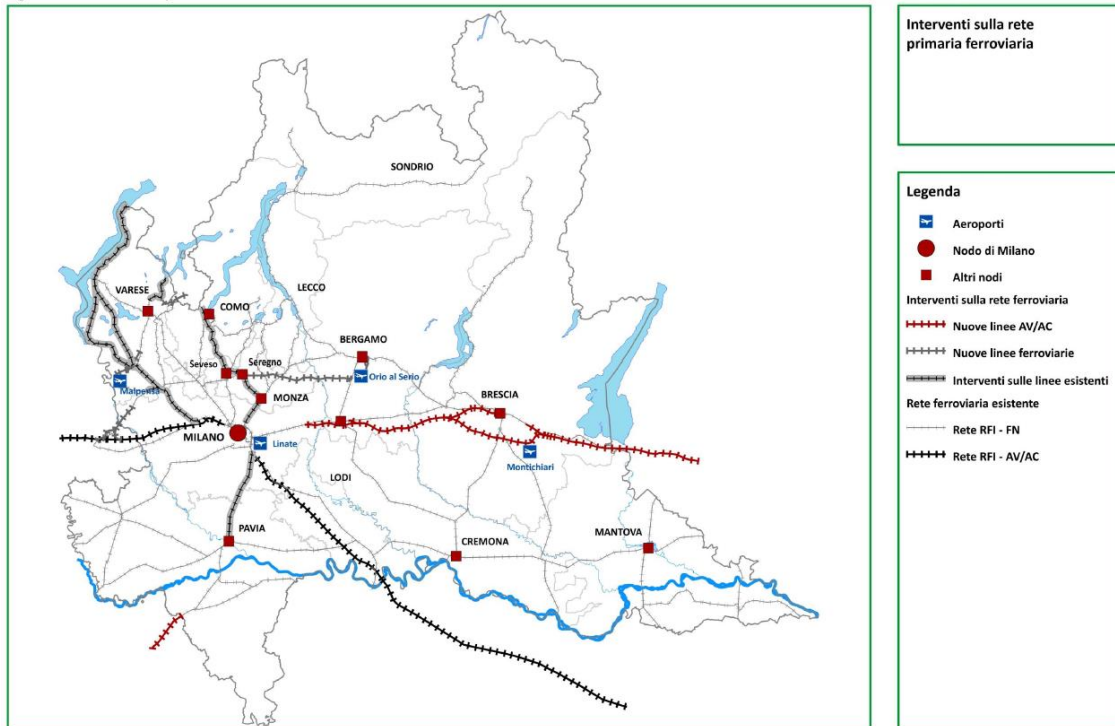 Interventi sulla rete
primaria ferroviaria
SONDRIO
VARESE
COMO
LECCO
BERGAMO
Seveso
Seregno
Orio al Serio
Malpensa
MONZA
BRESCIA
MILANO
Linate
Montichiari
LODI
PAVIA
CREMONA
MANTOVA
Legenda
Aeroporti
Nodo di Milano
Altri nodi
Interventi sulla rete ferroviaria
Nuove linee AV/AC
Nuove linee ferroviarie
Interventi sulle linee esistenti
Rete ferroviaria esistente
Rete RFI - FN
Rete RFI - AV/AC